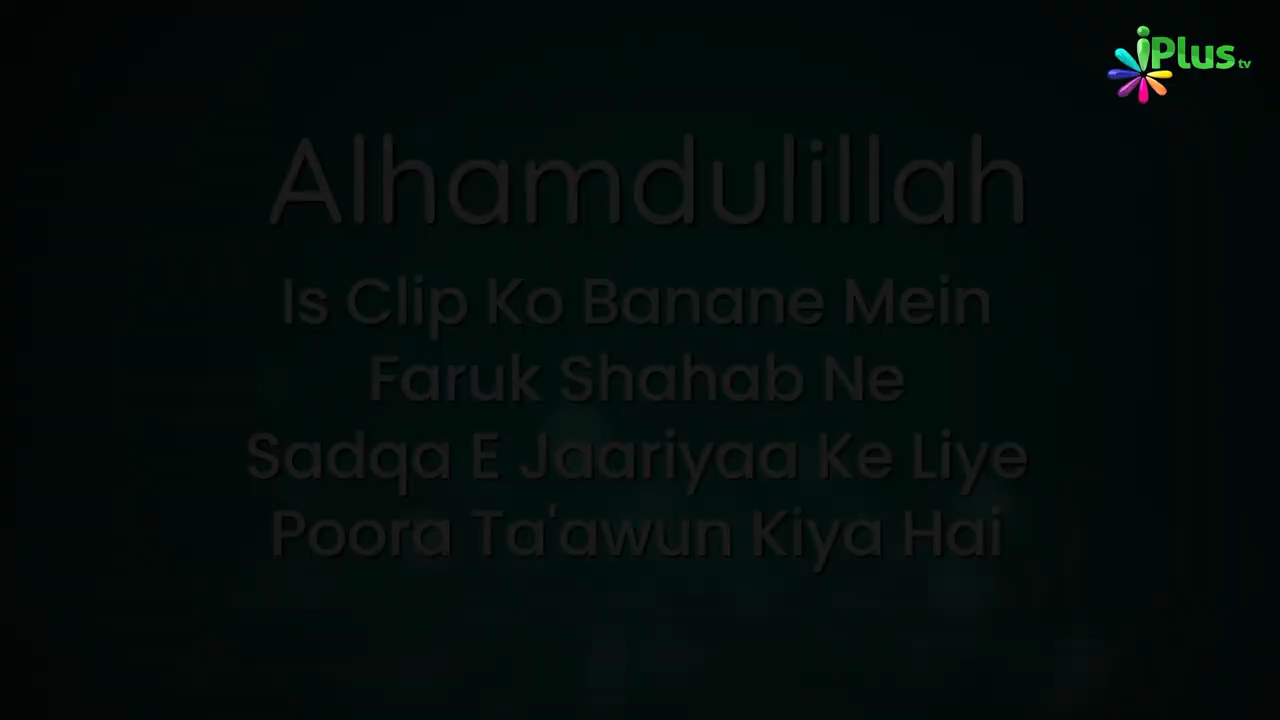 iPlus tv
Alhamdulillah
Is Clip Ko Banane Mein
Faruk Shahab Ne
Sadqa E Jaariyaa Ke Liye
Poora Ta'awun Kiya Hai